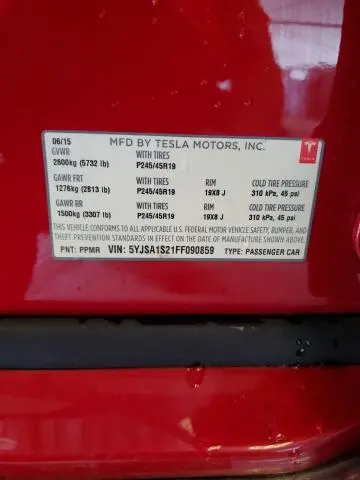 06/15 MFD BY TESLA MOTORS, INC.
GVWR WITH TIRES
2600kg (5732 lb) P245/45R19
TESLA
GAWR FRT WITH TIRES RIM COLD TIRE PRESSURE
1276kg (2813 lb) P245/45R19 19X8 J 310 kPa, 45 psi
GAWR RR WITH TIRES RIM COLD TIRE PRESSURE
1500kg (3307 lb) P245/45R19 19X8 J 310 kPa, 45 psi
THIS VEHICLE CONFORMS TO ALL APPLICABLE U.S. FEDERAL MOTOR VEHICLE SAFETY, BUMPER, AND
THEFT PREVENTION STANDARDS IN EFFECT ON THE DATE OF MANUFACTURE SHOWN ABOVE.
PNT: PPMR VIN: 5YJSA1S21FF090859 TYPE: PASSENGER CAR